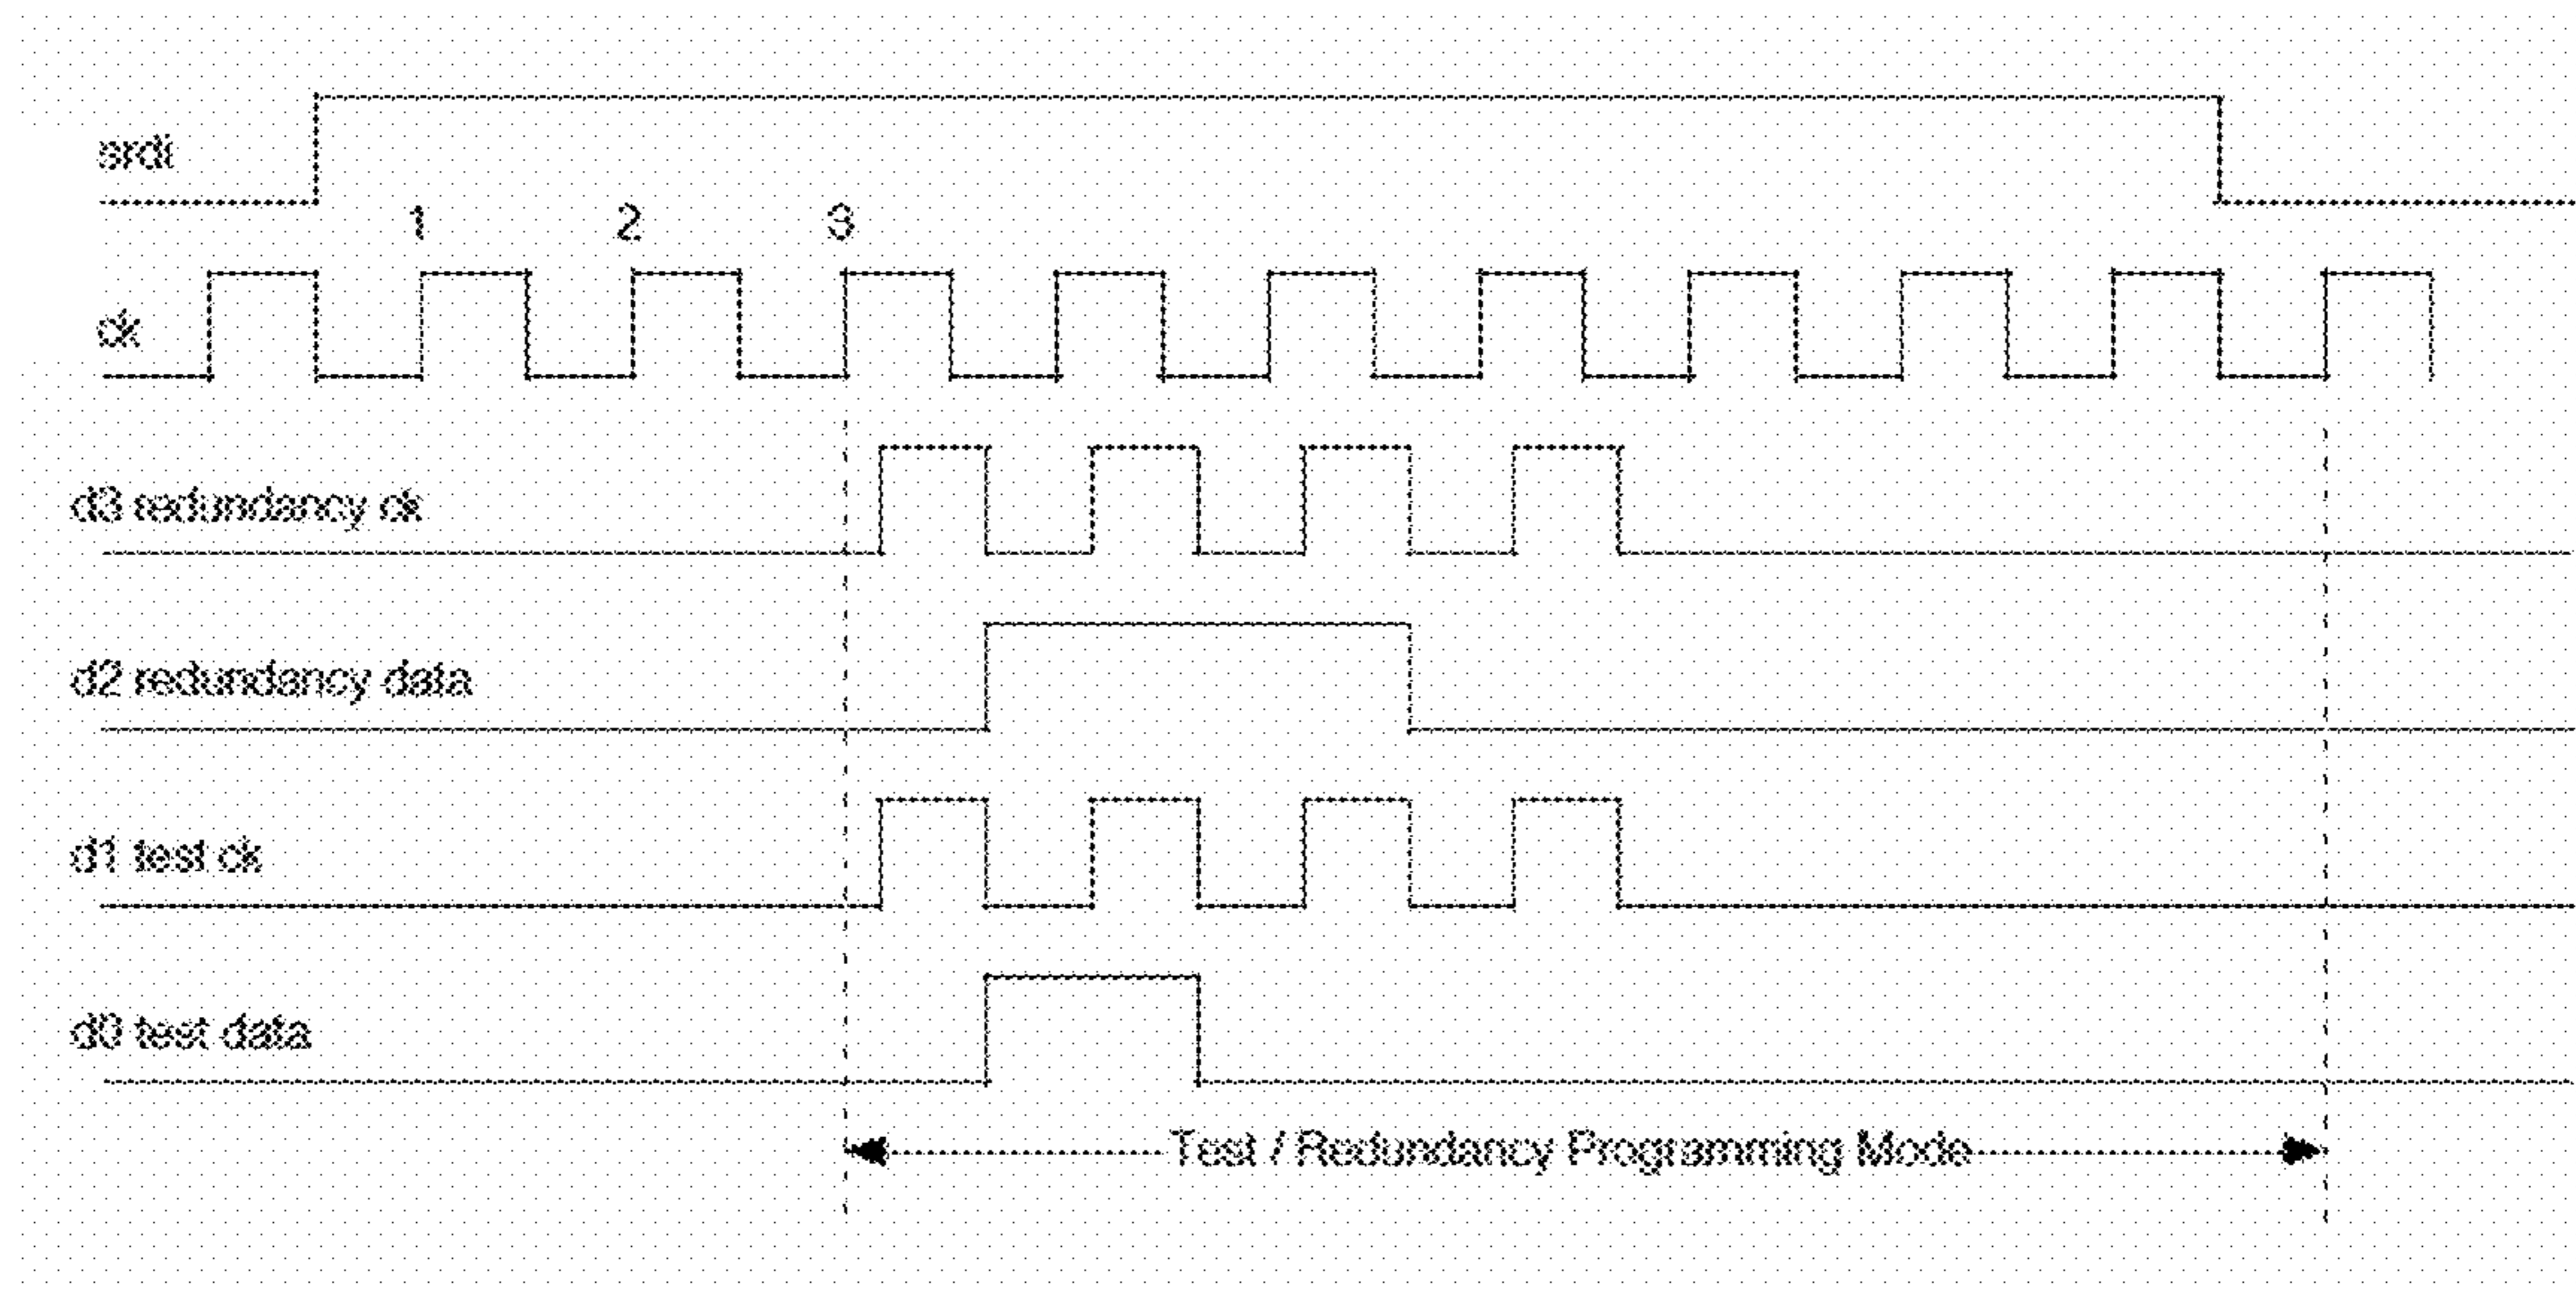 srdi
1 2 3
ck
d3 redundancy ck
d2 redundancy data
d1 test ck
d0 test data
Test / Redundancy Programming Mode